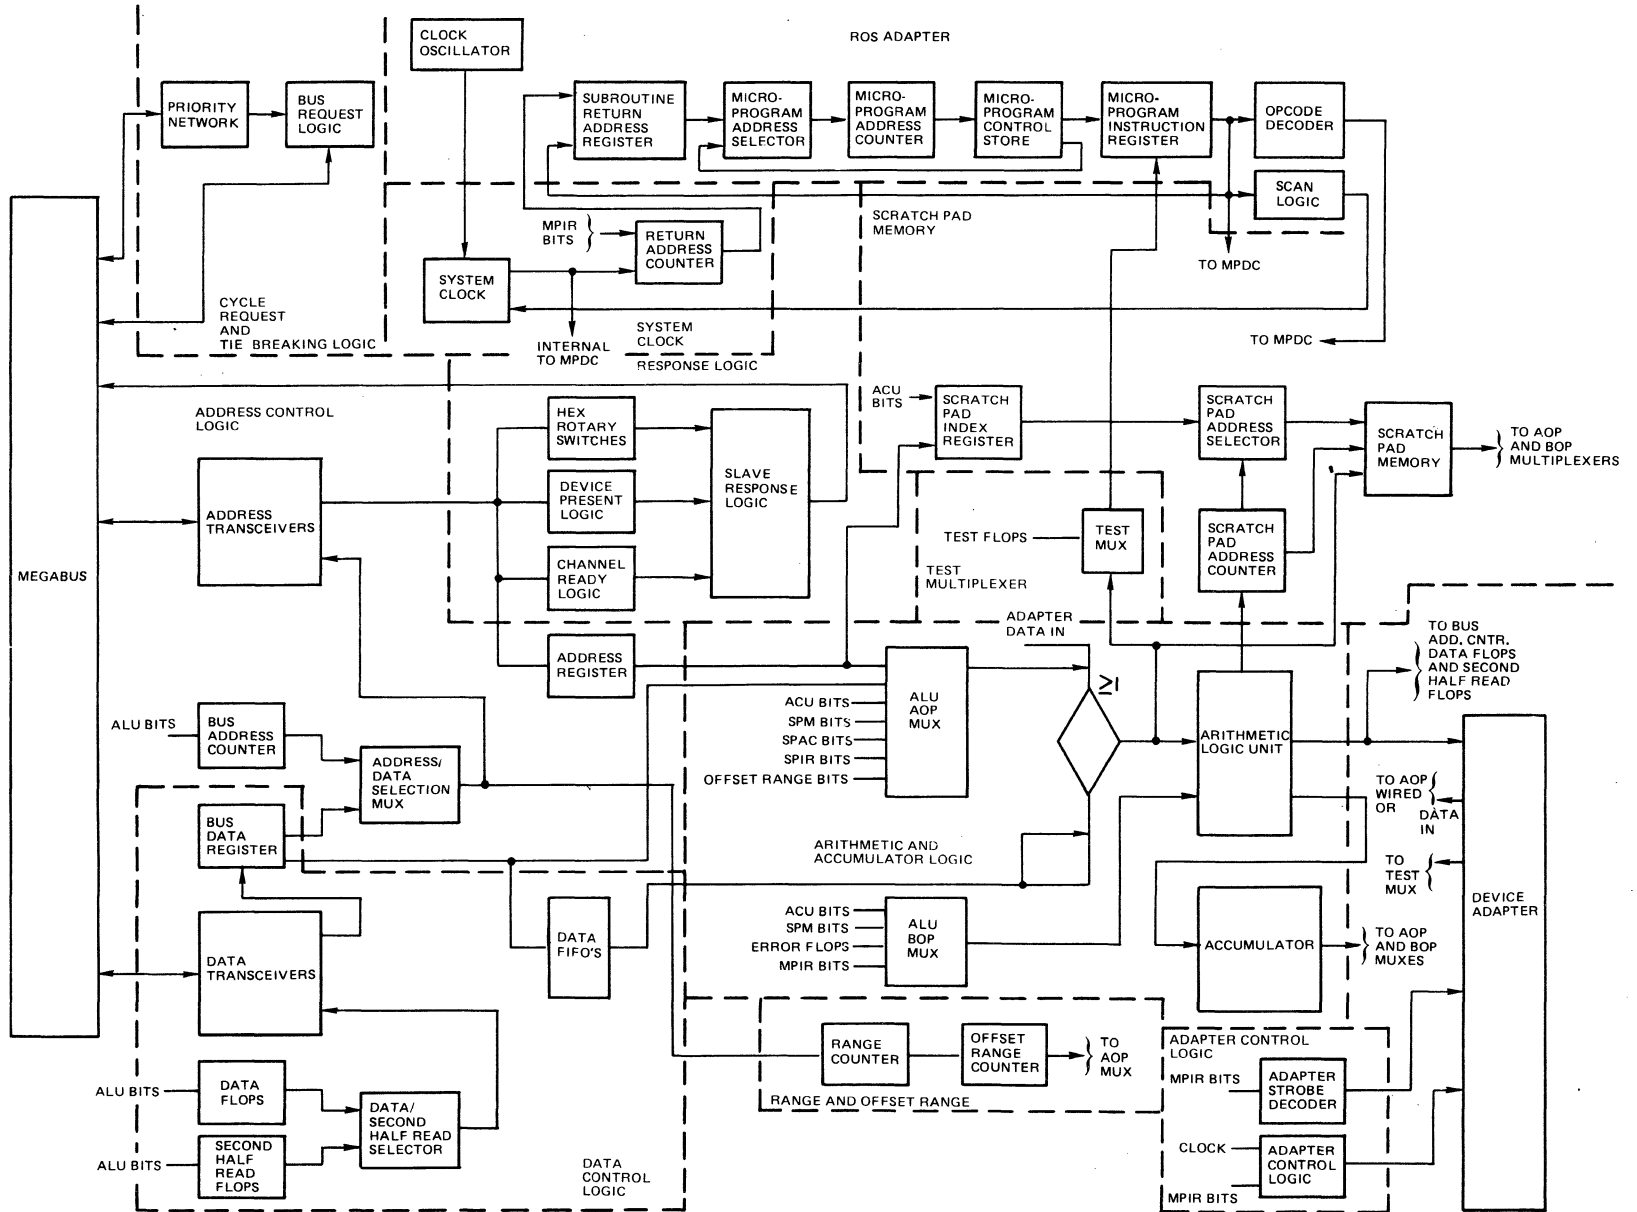 CLOCK
OSCILLATOR
ROS ADAPTER
PRIORITY
NETWORK
BUS
REQUEST
LOGIC
SUBROUTINE
RETURN
ADDRESS
REGISTER
MICRO-
PROGRAM
ADDRESS
SELECTOR
MICRO-
PROGRAM
ADDRESS
COUNTER
MICRO-
PROGRAM
CONTROL
STORE
MICRO-
PROGRAM
INSTRUCTION
REGISTER
OPCODE
DECODER
SCAN
LOGIC
MPIR
BITS
RETURN
ADDRESS
COUNTER
SCRATCH PAD
MEMORY
TO MPDC
SYSTEM
CLOCK
CYCLE
REQUEST
AND
TIE BREAKING LOGIC
INTERNAL
TO MPDC
SYSTEM
CLOCK
RESPONSE LOGIC
TO MPDC
ADDRESS CONTROL
LOGIC
HEX
ROTARY
SWITCHES
DEVICE
PRESENT
LOGIC
CHANNEL
READY
LOGIC
SLAVE
RESPONSE
LOGIC
ACU
BITS
SCRATCH
PAD
INDEX
REGISTER
SCRATCH
PAD
ADDRESS
SELECTOR
SCRATCH
PAD
MEMORY
TO AOP
AND BOP
MULTIPLEXERS
ADDRESS
TRANSCEIVERS
MEGABUS
TEST FLOPS
TEST
MUX
TEST
MULTIPLEXER
SCRATCH
PAD
ADDRESS
COUNTER
ADAPTER
DATA IN
TO BUS
ADD. CNTR.
DATA FLOPS
AND SECOND
HALF READ
FLOPS
ADDRESS
REGISTER
ALU
AOP
MUX
ACU BITS
SPM BITS
SPAC BITS
SPIR BITS
OFFSET RANGE BITS
≥1
ARITHMETIC
LOGIC UNIT
ALU BITS
BUS
ADDRESS
COUNTER
ADDRESS/
DATA
SELECTION
MUX
BUS
DATA
REGISTER
TO AOP
WIRED
OR
DATA
IN
TO
TEST
MUX
ARITHMETIC AND
ACCUMULATOR LOGIC
DEVICE
ADAPTER
DATA
TRANSCEIVERS
DATA
FIFO'S
ACU BITS
SPM BITS
ERROR FLOPS
MPIR BITS
ALU
BOP
MUX
ACCUMULATOR
TO AOP
AND BOP
MUXES
RANGE
COUNTER
OFFSET
RANGE
COUNTER
TO
AOP
MUX
RANGE AND OFFSET RANGE
ADAPTER CONTROL
LOGIC
MPIR BITS
ADAPTER
STROBE
DECODER
CLOCK
ADAPTER
CONTROL
LOGIC
MPIR BITS
ALU BITS
DATA
FLOPS
DATA/
SECOND
HALF READ
SELECTOR
ALU BITS
SECOND
HALF
READ
FLOPS
DATA
CONTROL
LOGIC